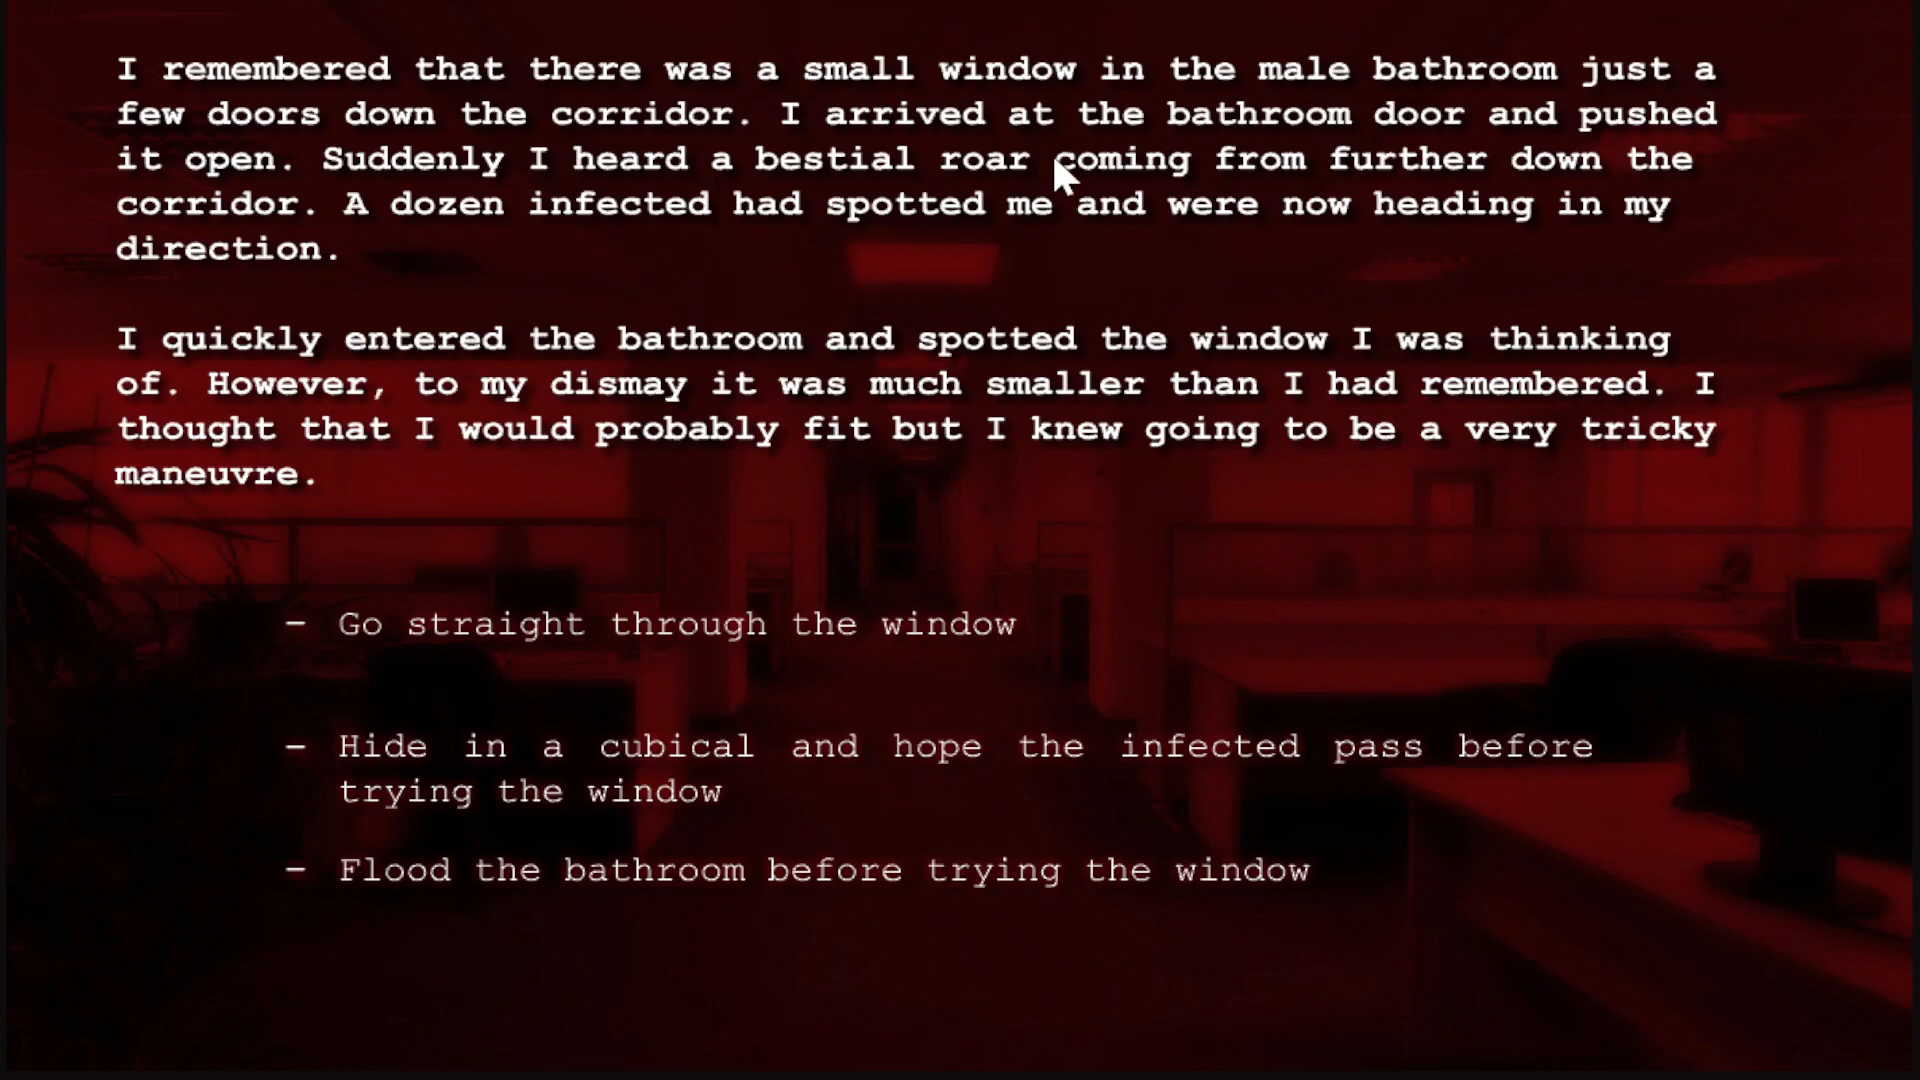 I remembered that there was a small window in the male bathroom just a
few doors down the corridor. I arrived at the bathroom door and pushed
it open. Suddenly I heard a bestial roar coming from further down the
corridor. A dozen infected had spotted me and were now heading in my
direction.
I quickly entered the bathroom and spotted the window I was thinking
of. However, to my dismay it was much smaller than I had remembered. I
thought that I would probably fit but I knew going to be a very tricky
maneuvre.
- Go straight through the window
- Hide in a cubical and hope the infected pass before
trying the window
- Flood the bathroom before trying the window